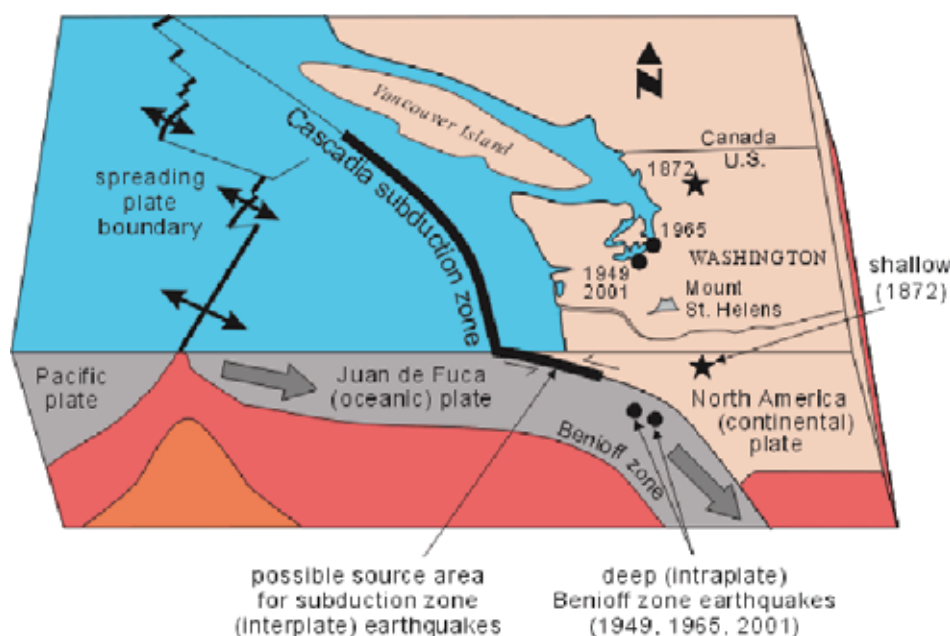 Vancouver Island
N
Canada
U.S.
1872
Cascadia subduction zone
spreading
plate
boundary
1965
WASHINGTON
1949
2001
Mount
St. Helens
shallow
(1872)
Pacific
plate
Juan de Fuca
(oceanic) plate
North America
(continental)
plate
Benioff zone
possible source area
for subduction zone
(interplate) earthquakes
deep (intraplate)
Benioff zone earthquakes
(1949, 1965, 2001)